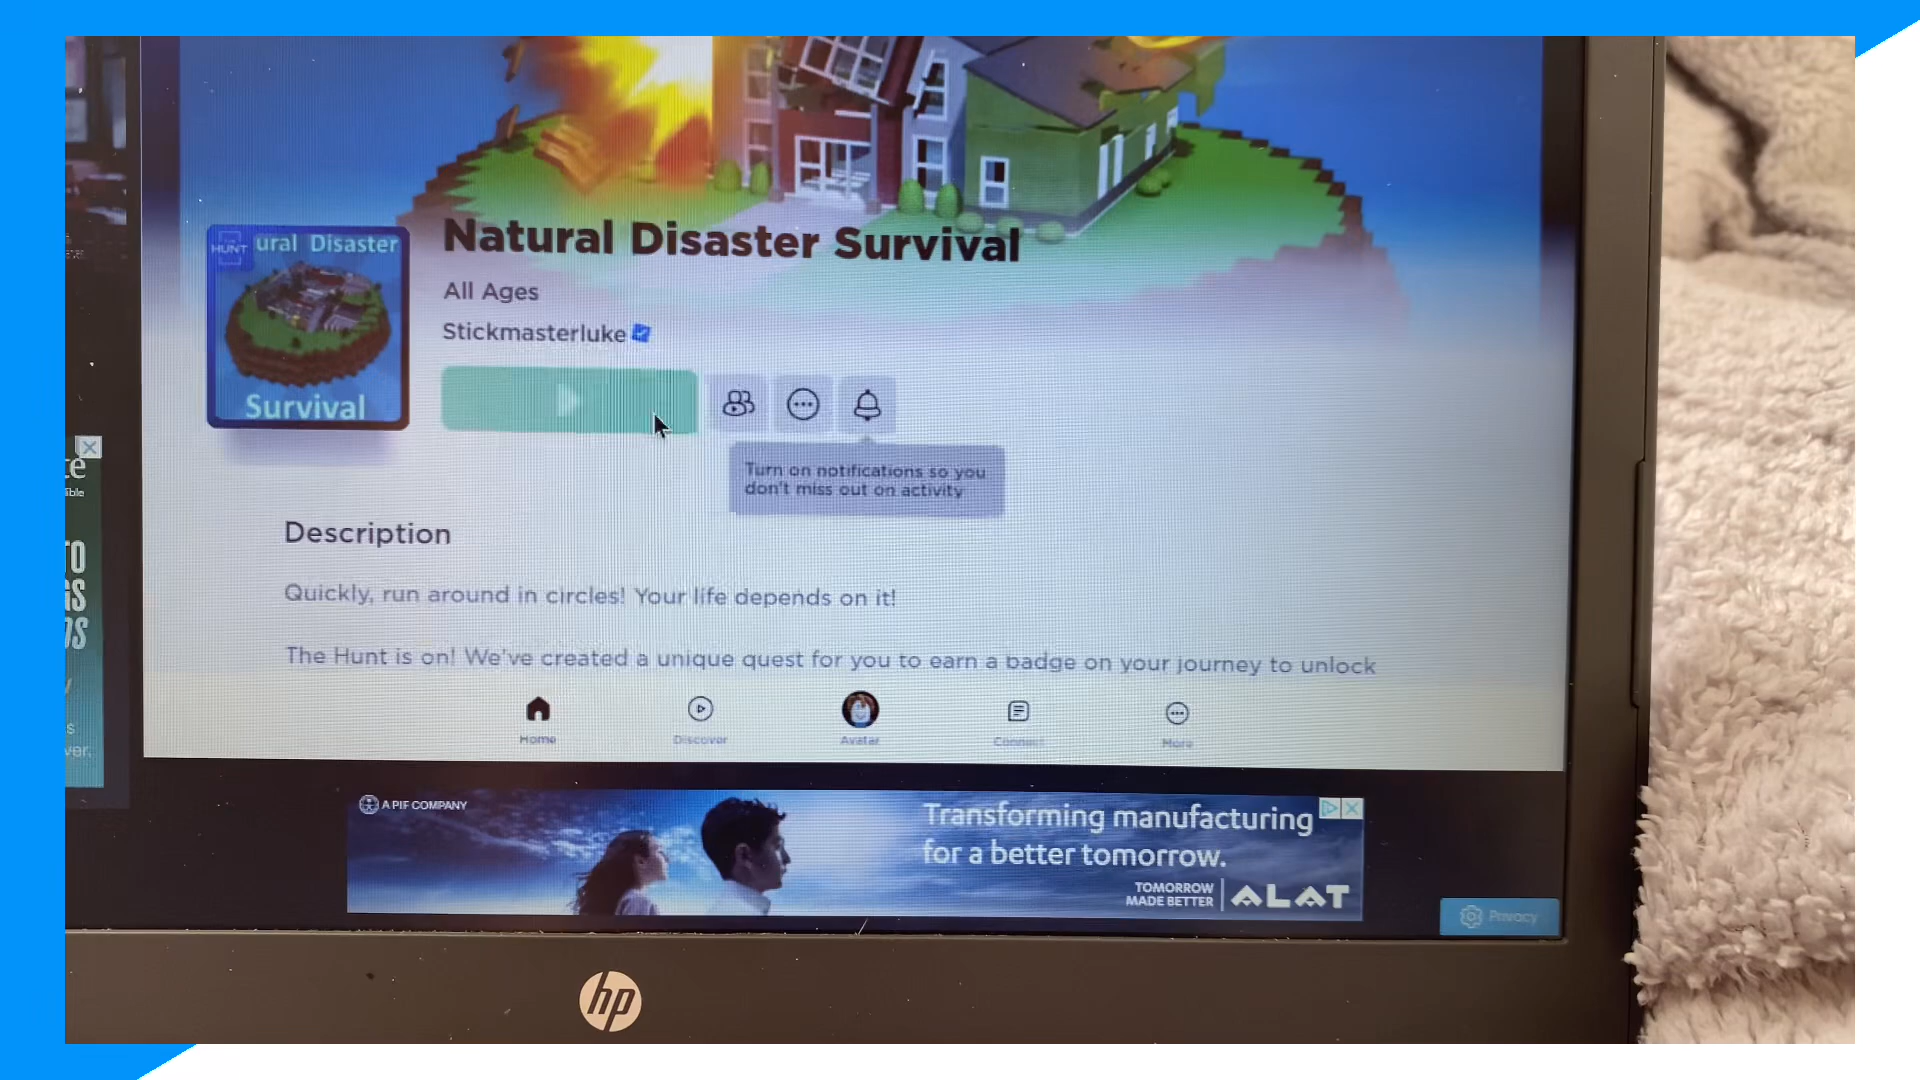 HUNT
ural Disaster
Survival
Natural Disaster Survival
All Ages
Stickmasterluke
Turn on notifications so you
don't miss out on activity
Description
Quickly, run around in circles! Your life depends on it!
The Hunt is on! We've created a unique quest for you to earn a badge on your journey to unlock
Home
Discover
Avatar
Connect
More
A PIF COMPANY
Transforming manufacturing
for a better tomorrow.
TOMORROW
MADE BETTER
ALAT
Privacy
hp